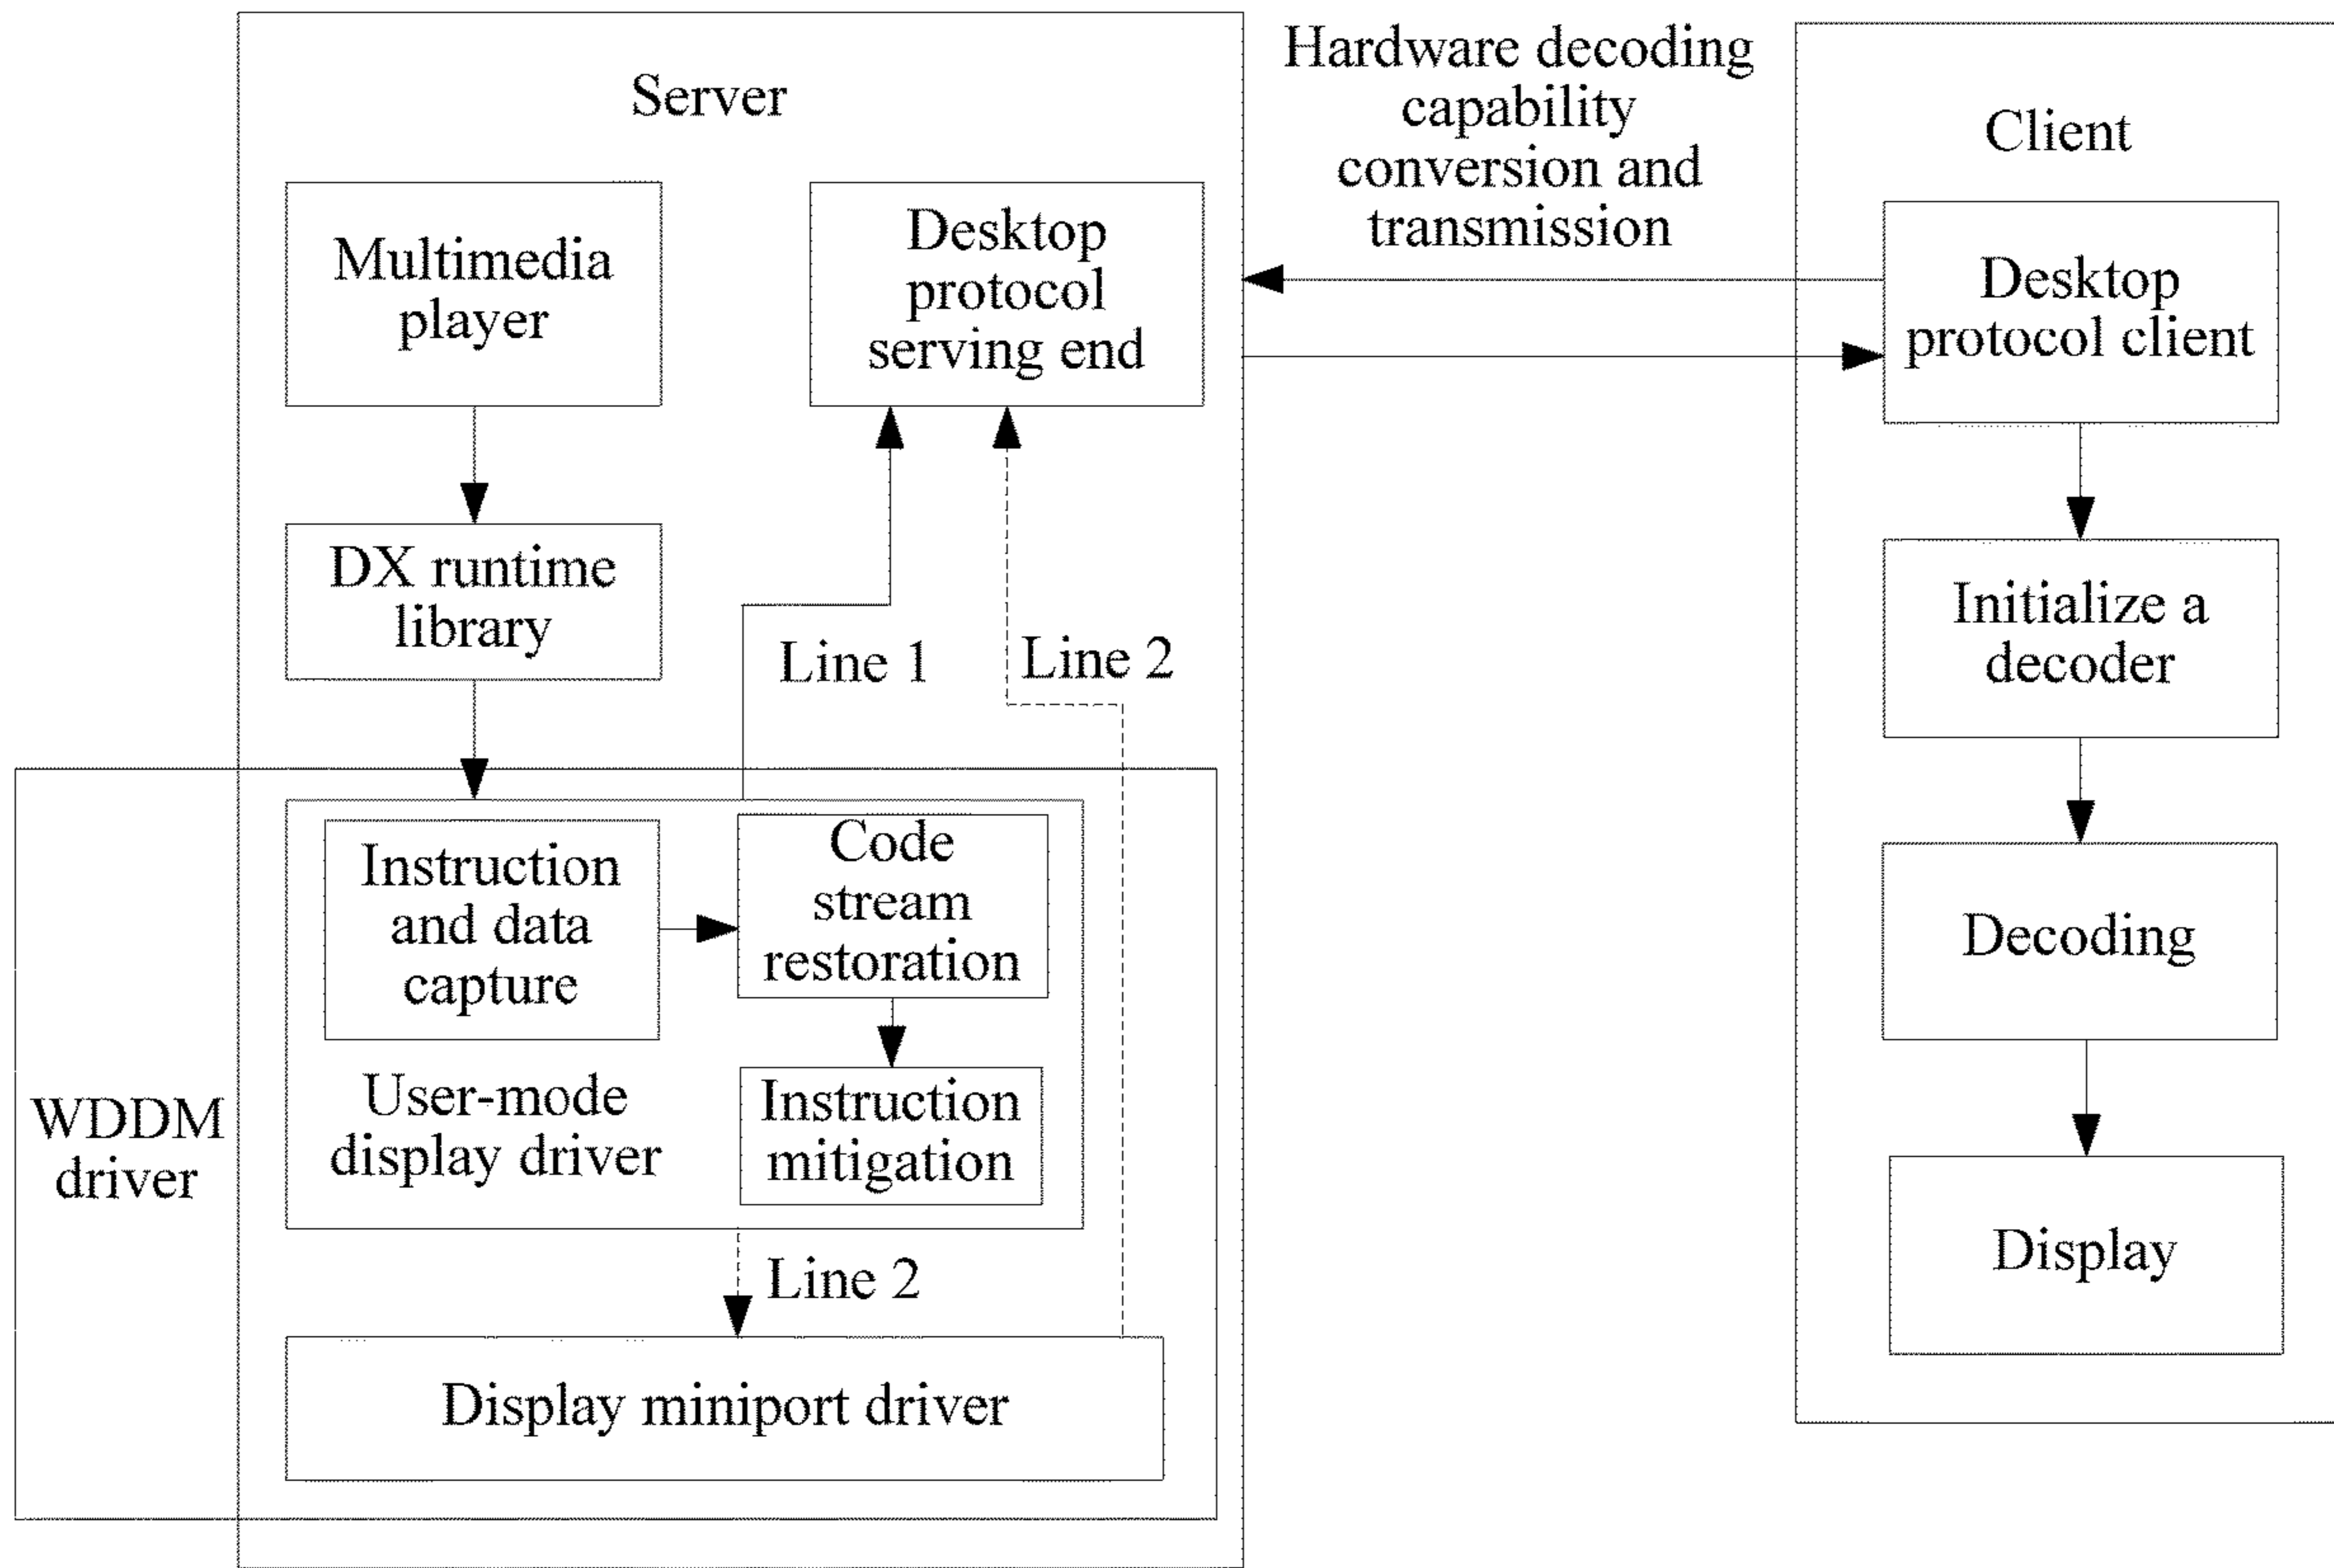 Server
Multimedia
player
Desktop
protocol
serving end
DX runtime
library
Line 1
Line 2
WDDM
driver
Instruction
and data
capture
Code
stream
restoration
Instruction
mitigation
User-mode
display driver
Line 2
Display miniport driver
Hardware decoding
capability
conversion and
transmission
Client
Desktop
protocol client
Initialize a
decoder
Decoding
Display